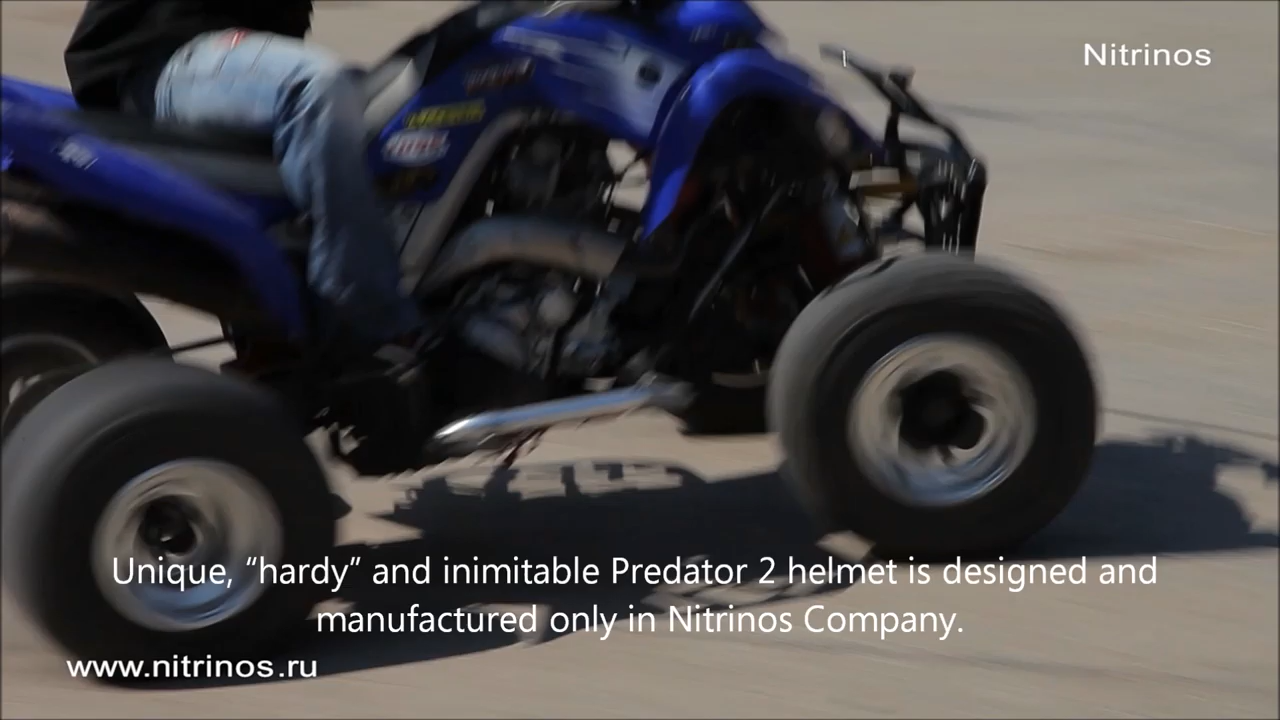 Nitrinos
Unique, “hardy” and inimitable Predator 2 helmet is designed and
manufactured only in Nitrinos Company.
www.nitrinos.ru